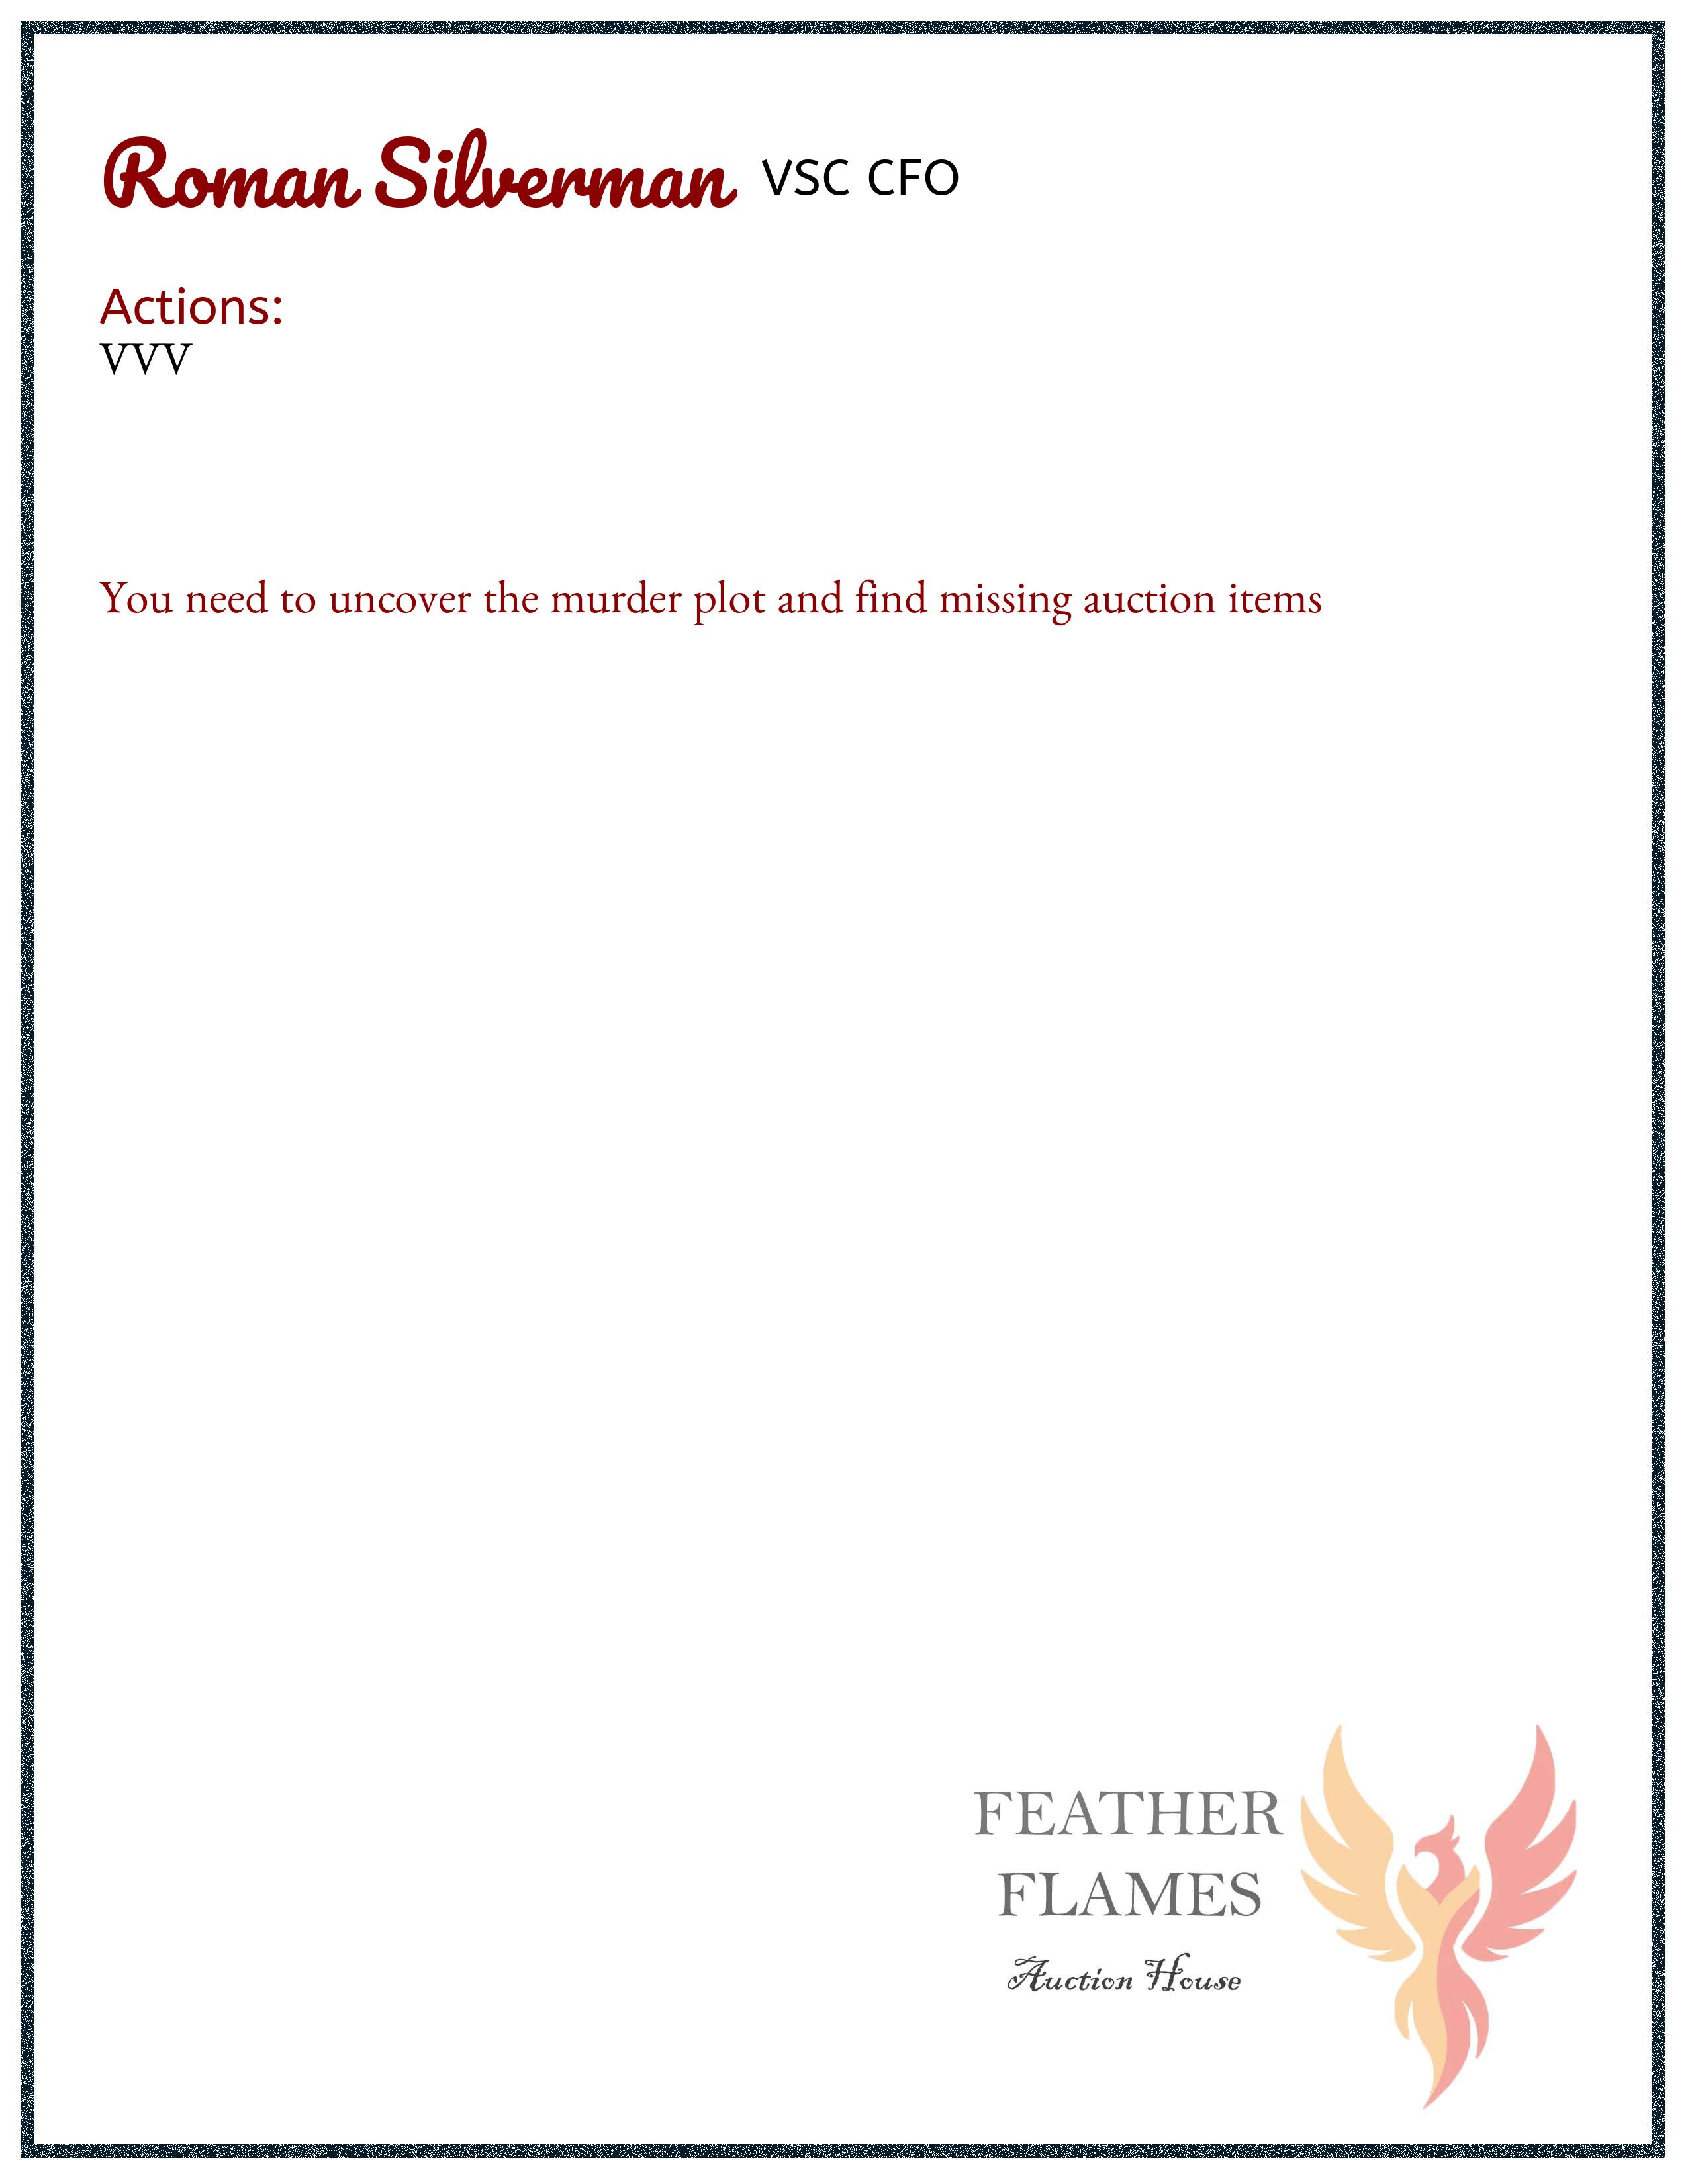 Roman Silverman VSC CFO
Actions:
VVV
You need to uncover the murder plot and find missing auction items
FEATHER
FLAMES
Auction House